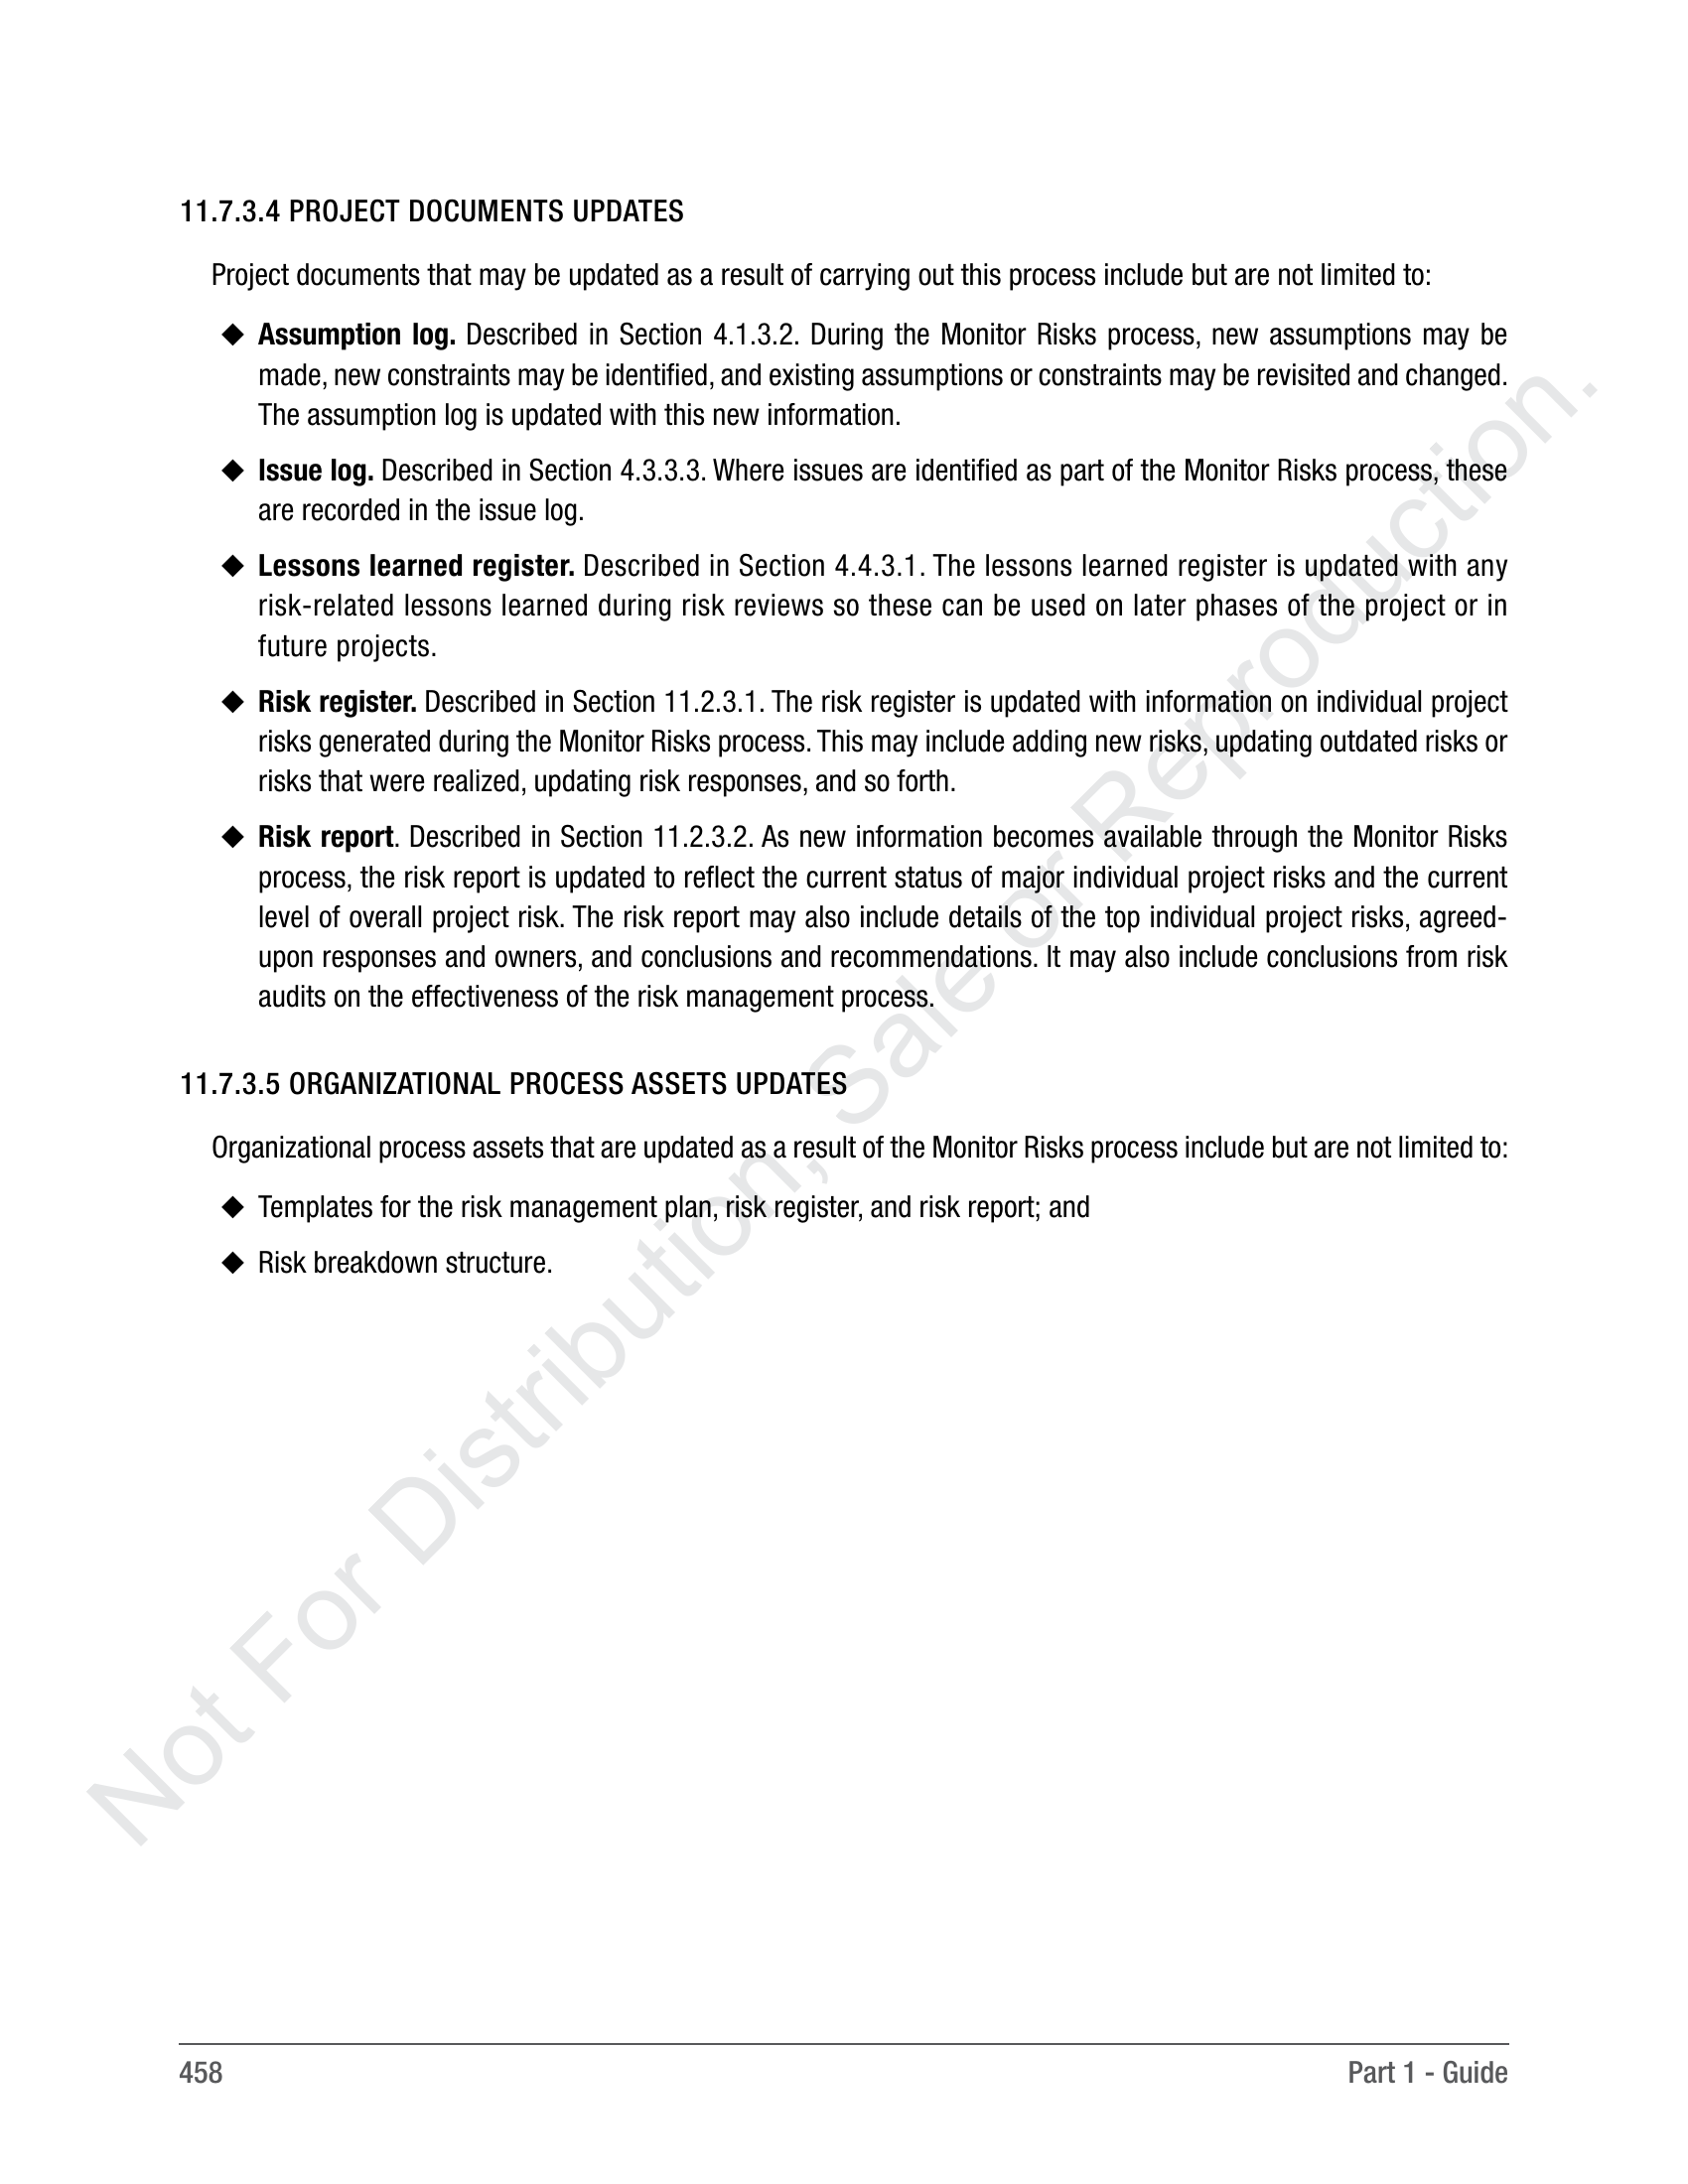 11.7.3.4 PROJECT DOCUMENTS UPDATES
Project documents that may be updated as a result of carrying out this process include but are not limited to:
◆ Assumption log. Described in Section 4.1.3.2. During the Monitor Risks process, new assumptions may be
made, new constraints may be identified, and existing assumptions or constraints may be revisited and changed.
The assumption log is updated with this new information.
◆ Issue log. Described in Section 4.3.3.3. Where issues are identified as part of the Monitor Risks process, these
are recorded in the issue log.
◆ Lessons learned register. Described in Section 4.4.3.1. The lessons learned register is updated with any
risk-related lessons learned during risk reviews so these can be used on later phases of the project or in
future projects.
◆ Risk register. Described in Section 11.2.3.1. The risk register is updated with information on individual project
risks generated during the Monitor Risks process. This may include adding new risks, updating outdated risks or
risks that were realized, updating risk responses, and so forth.
◆ Risk report. Described in Section 11.2.3.2. As new information becomes available through the Monitor Risks
process, the risk report is updated to reflect the current status of major individual project risks and the current
level of overall project risk. The risk report may also include details of the top individual project risks, agreed-
upon responses and owners, and conclusions and recommendations. It may also include conclusions from risk
audits on the effectiveness of the risk management process.
11.7.3.5 ORGANIZATIONAL PROCESS ASSETS UPDATES
Organizational process assets that are updated as a result of the Monitor Risks process include but are not limited to:
◆ Templates for the risk management plan, risk register, and risk report; and
◆ Risk breakdown structure.
Not For Distribution, Sale or Reproduction.
458
Part 1 - Guide